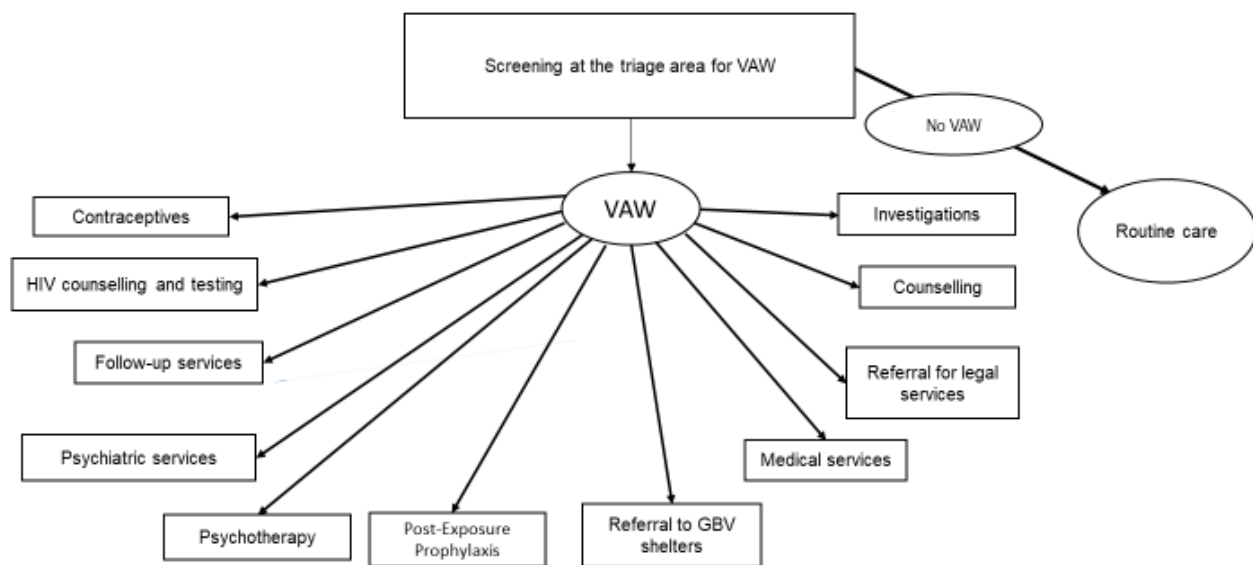 Screening at the triage area for VAW
No VAW
VAW
Contraceptives
Investigations
Routine care
HIV counselling and testing
Counselling
Follow-up services
Referral for legal
services
Psychiatric services
Medical services
Psychotherapy
Post-Exposure
Prophylaxis
Referral to GBV
shelters